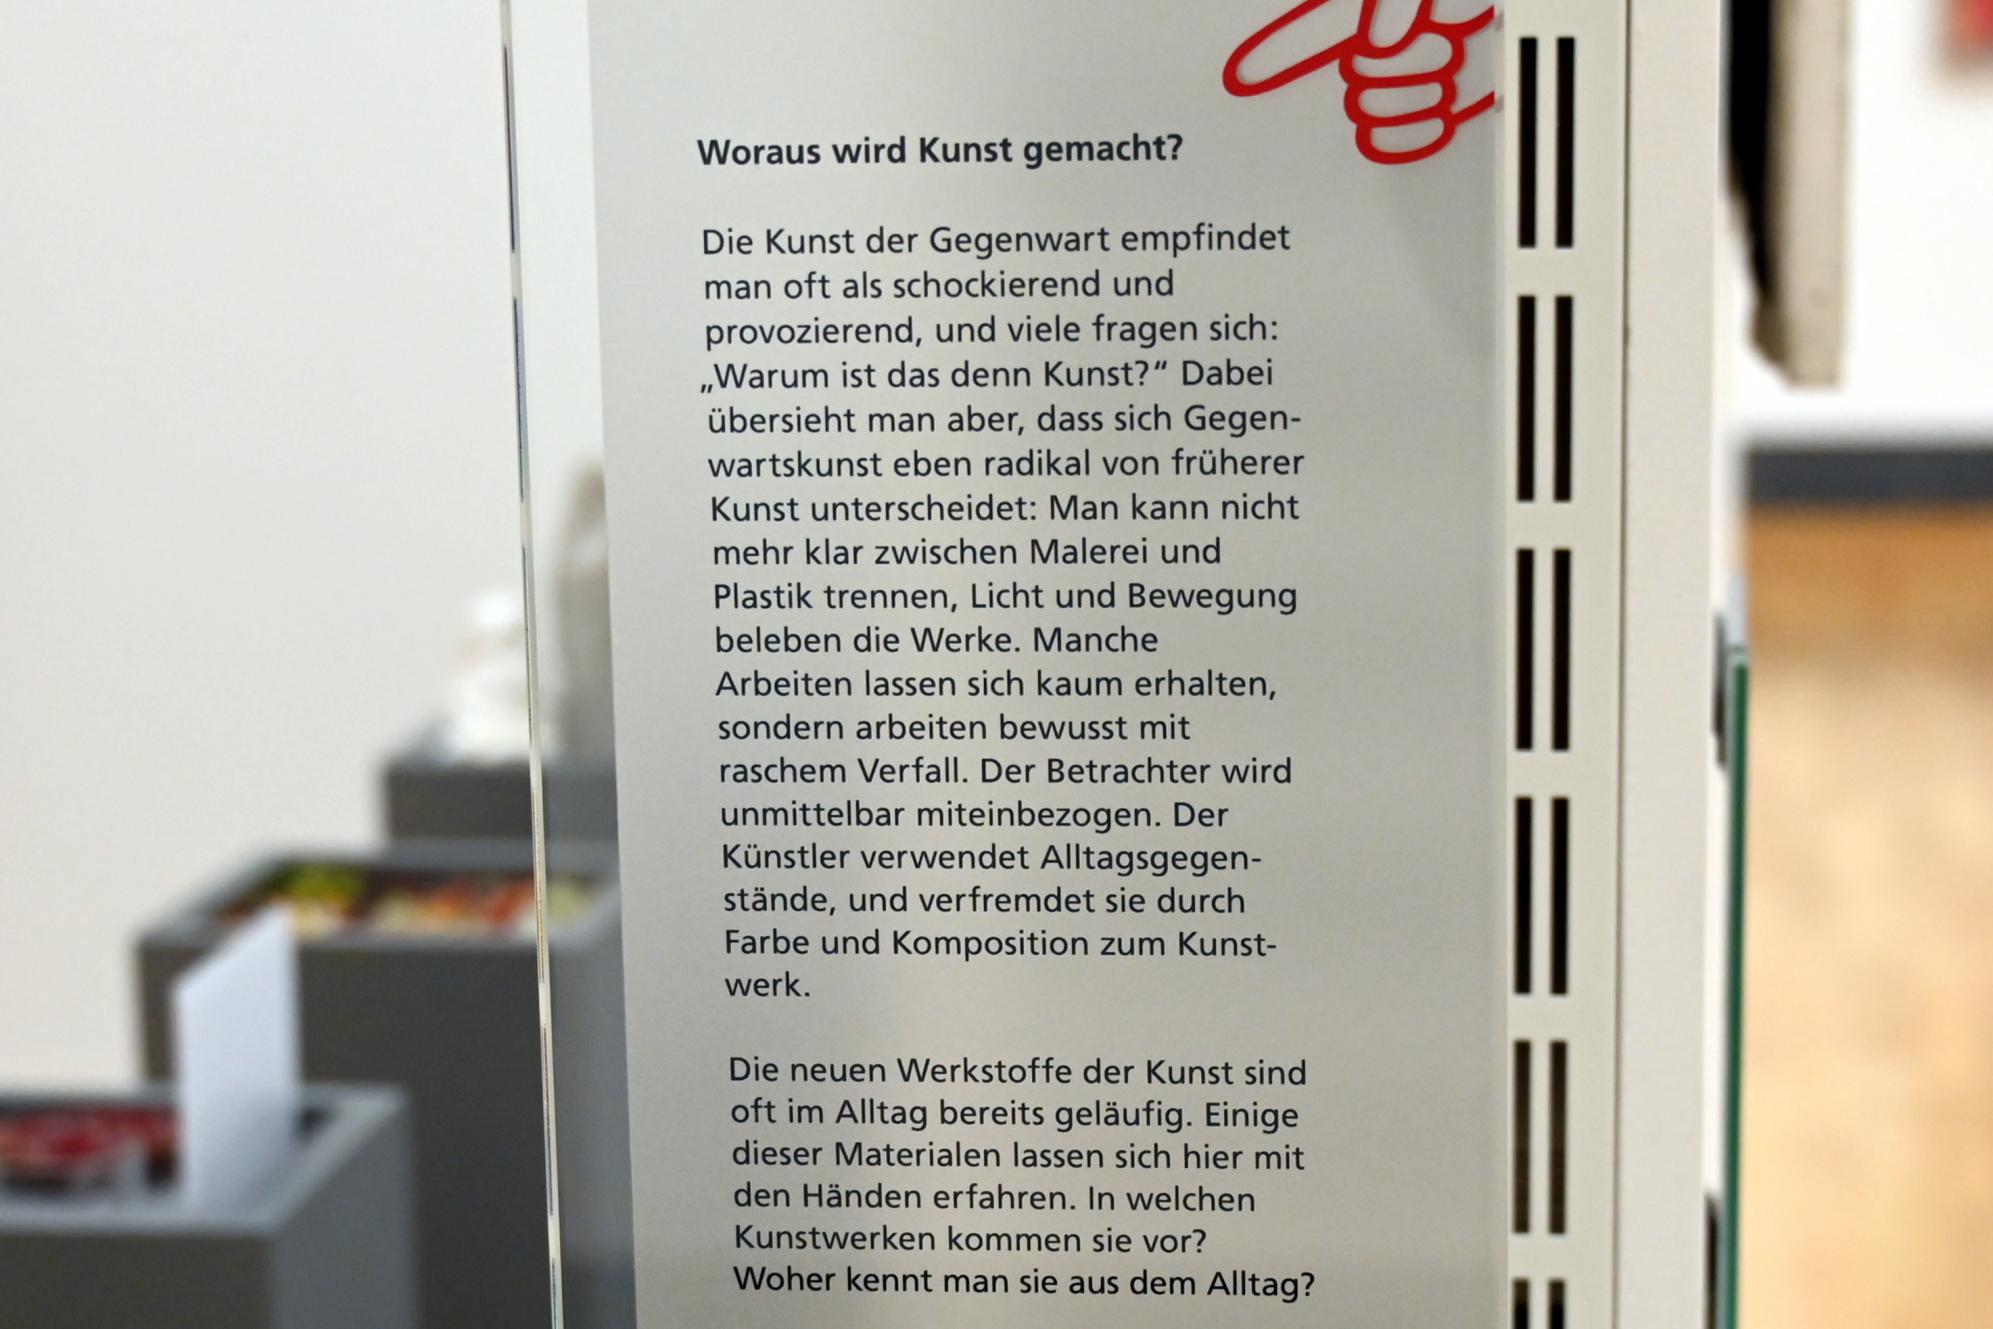 Woraus wird Kunst gemacht?
Die Kunst der Gegenwart empfindet
man oft als schockierend und
provozierend, und viele fragen sich:
„Warum ist das denn Kunst?“ Dabei
übersieht man aber, dass sich Gegen-
wartskunst eben radikal von früherer
Kunst unterscheidet: Man kann nicht
mehr klar zwischen Malerei und
Plastik trennen, Licht und Bewegung
beleben die Werke. Manche
Arbeiten lassen sich kaum erhalten,
sondern arbeiten bewusst mit
raschem Verfall. Der Betrachter wird
unmittelbar miteinbezogen. Der
Künstler verwendet Alltagsgegen-
stände, und verfremdet sie durch
Farbe und Komposition zum Kunst-
werk.
Die neuen Werkstoffe der Kunst sind
oft im Alltag bereits geläufig. Einige
dieser Materialen lassen sich hier mit
den Händen erfahren. In welchen
Kunstwerken kommen sie vor?
Woher kennt man sie aus dem Alltag?